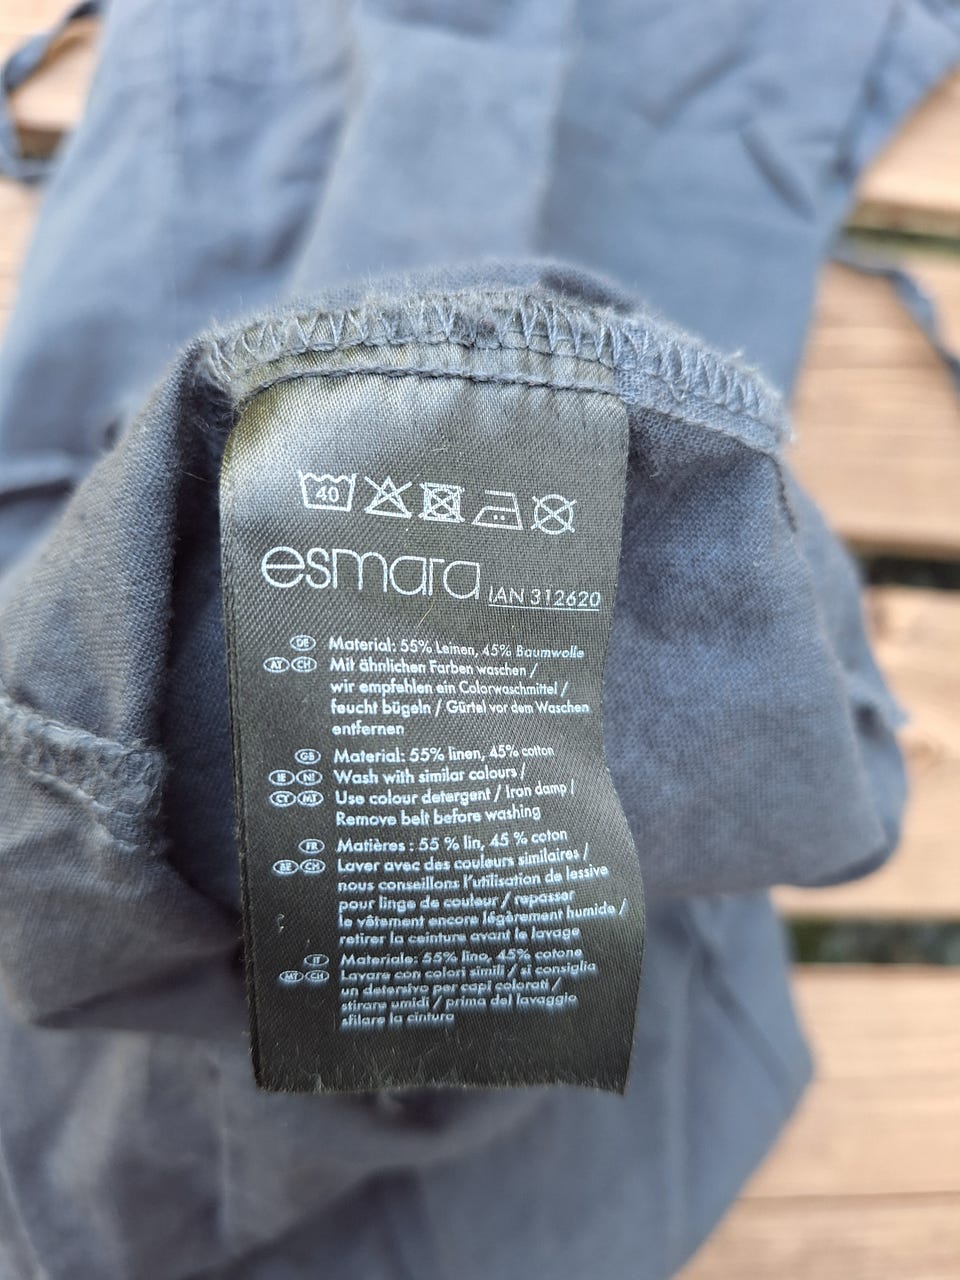 40
esmara IAN 312620
DE Material: 55% Leinen, 45% Baumwolle
AT CH Mit ähnlichen Farben waschen /
wir empfehlen ein Colorwaschmittel /
feucht bügeln / Gürtel vor dem Waschen
entfernen
GB Material: 55% linen, 45% cotton
IE NI Wash with similar colours /
CY MT Use colour detergent / Iron damp /
Remove belt before washing
FR Matières : 55 % lin, 45 % coton
BE CH Laver avec des couleurs similaires /
nous conseillons l'utilisation de lessive
pour linge de couleur / repasser
le vêtement encore légèrement humide /
retirer la ceinture avant le lavage
IT Materiale: 55% lino, 45% cotone
MT CH Lavare con colori simili / si consiglia
un detersivo per capi colorati /
stirare umidi / prima del lavaggio
sfilare la cintura